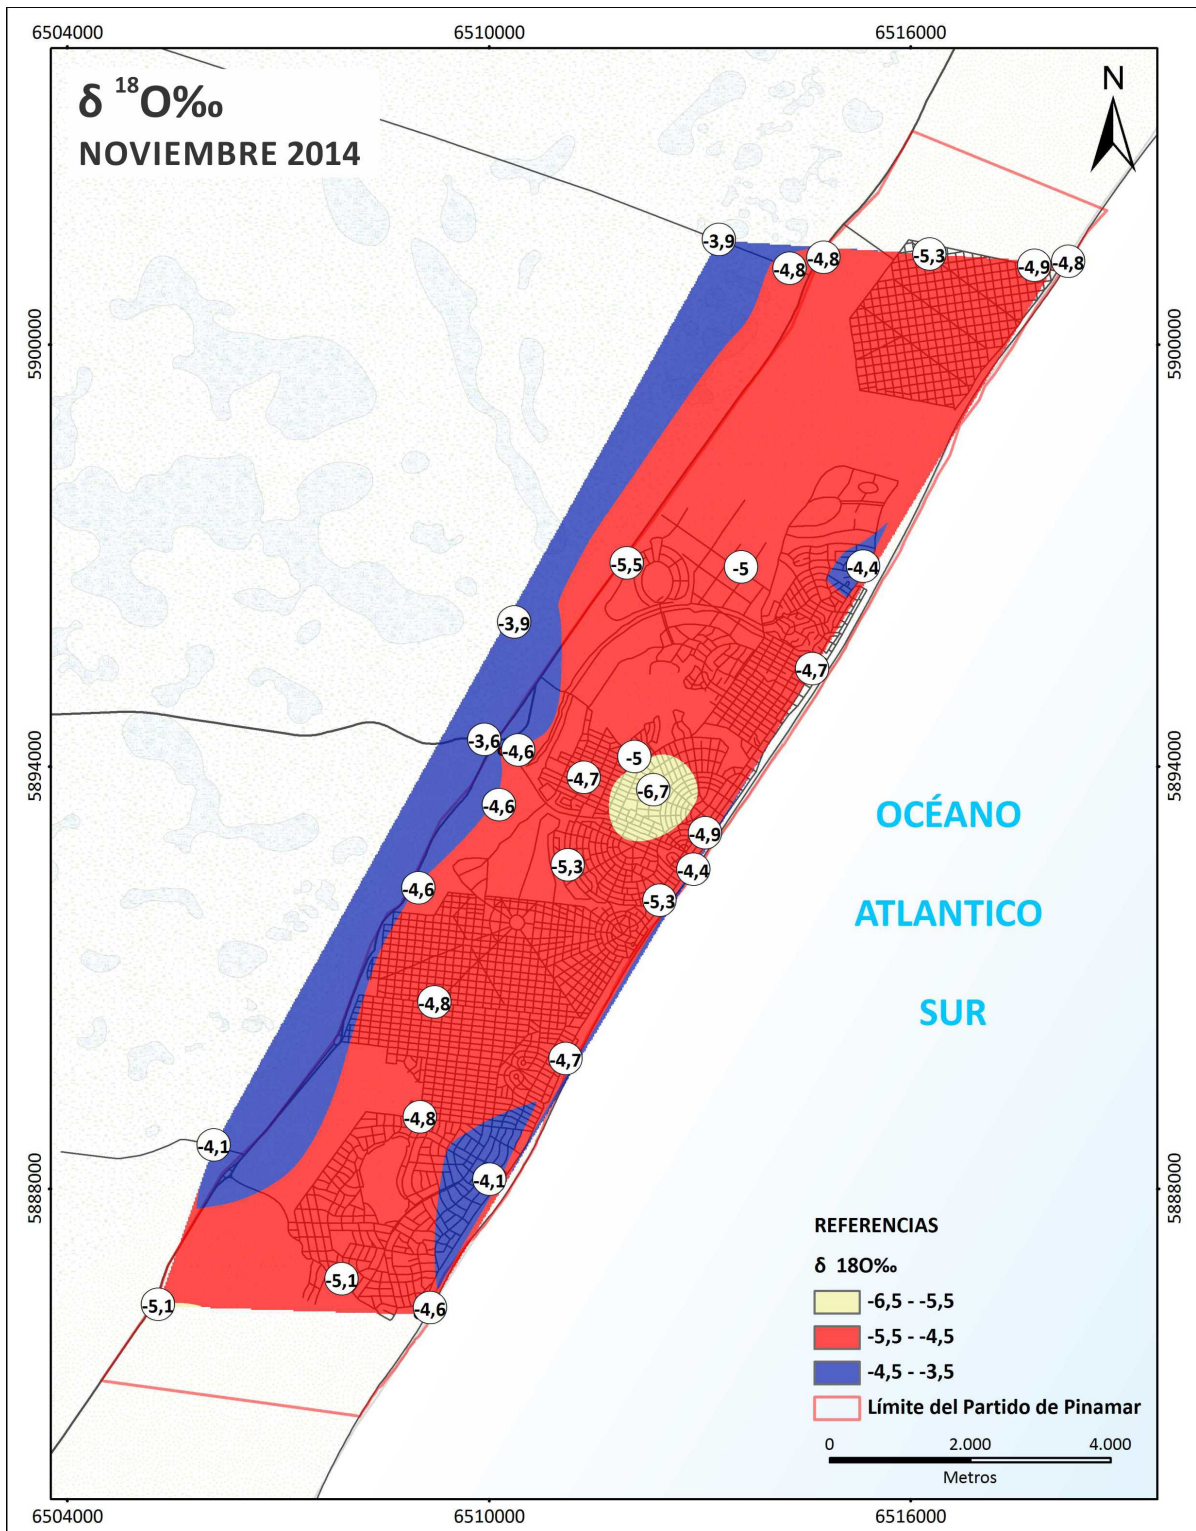 6504000 6510000 6516000
δ ¹⁸O‰
NOVIEMBRE 2014
N
-3,9
-4,8
-4,8
-5,3
-4,9
-4,8
5900000
5900000
-5,5
-5
-4,4
-3,9
-4,7
-3,6
-4,6
-5
-4,7
-6,7
5894000
5894000
-4,6
-4,9
-5,3
-4,4
-4,6
-5,3
OCÉANO
ATLANTICO
SUR
-4,8
-4,7
-4,8
-4,1
-4,1
5888000
5888000
-5,1
-5,1
-4,6
REFERENCIAS
δ 18O‰
-6,5 - -5,5
-5,5 - -4,5
-4,5 - -3,5
Límite del Partido de Pinamar
0 2.000 4.000
Metros
6504000 6510000 6516000